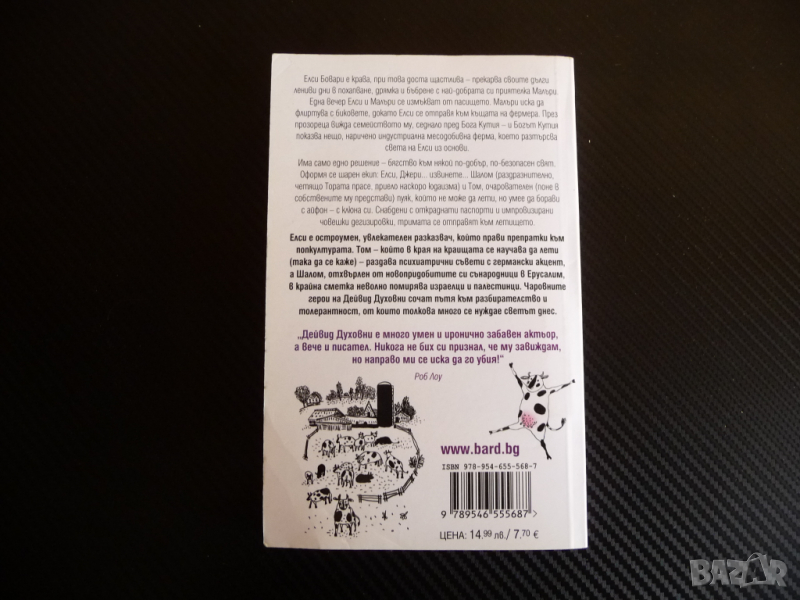 Елси Бовари е крава, при това доста щастлива – прекарва своите дълги
лениви дни в похапване, дрямка и бъбрене с най-добрата си приятелка Малъри.
Една вечер Елси и Малъри се измъкват от пасището. Малъри иска да
флиртува с биковете, докато Елси се отправя към къщата на фермера. През
прозореца вижда семейството му, седнало пред Бога Кутия – и Богът Кутия
показва нещо, наричено индустриална месодобивна ферма, което разтърсва
света на Елси из основи.
Има само едно решение – бягство към някой по-добър, по-безопасен свят.
Оформя се шарен екип: Елси, Джери... извинете... Шалом (раздразнително,
четящо Тората прасе, приело наскоро юдаизма) и Том, очарователен (поне в
собствените му представи) пуяк, който не може да лети, но умее да борави
с айфон – с клюна си. Снабдени с откраднати паспорти и импровизирани
човешки дегизировки, тримата се отправят към летището.
Елси е остроумен, увлекателен разказвач, който прави препратки към
попкултурата. Том – който в края на краищата се научава да лети
(така да се каже) – раздава психиатрични съвети с германски акцент,
а Шалом, отхвърлен от новопридобитите си сънародници в Ерусалим,
в крайна сметка неволно помирява израелци и палестинци. Чаровните
герои на Дейвид Духовни сочат пътя към разбирателство и
толерантност, от които толкова много се нуждае светът днес.
„Дейвид Духовни е много умен и иронично забавен актьор,
а вече и писател. Никога не бих си признал, че му завиждам,
но направо ми се иска да го убия!“
Роб Лоу
www.bard.bg
ISBN 978-954-655-568-7
9 789546 555687 >
ЦЕНА: 14.99 лв./ 7.70 €
BAZAR